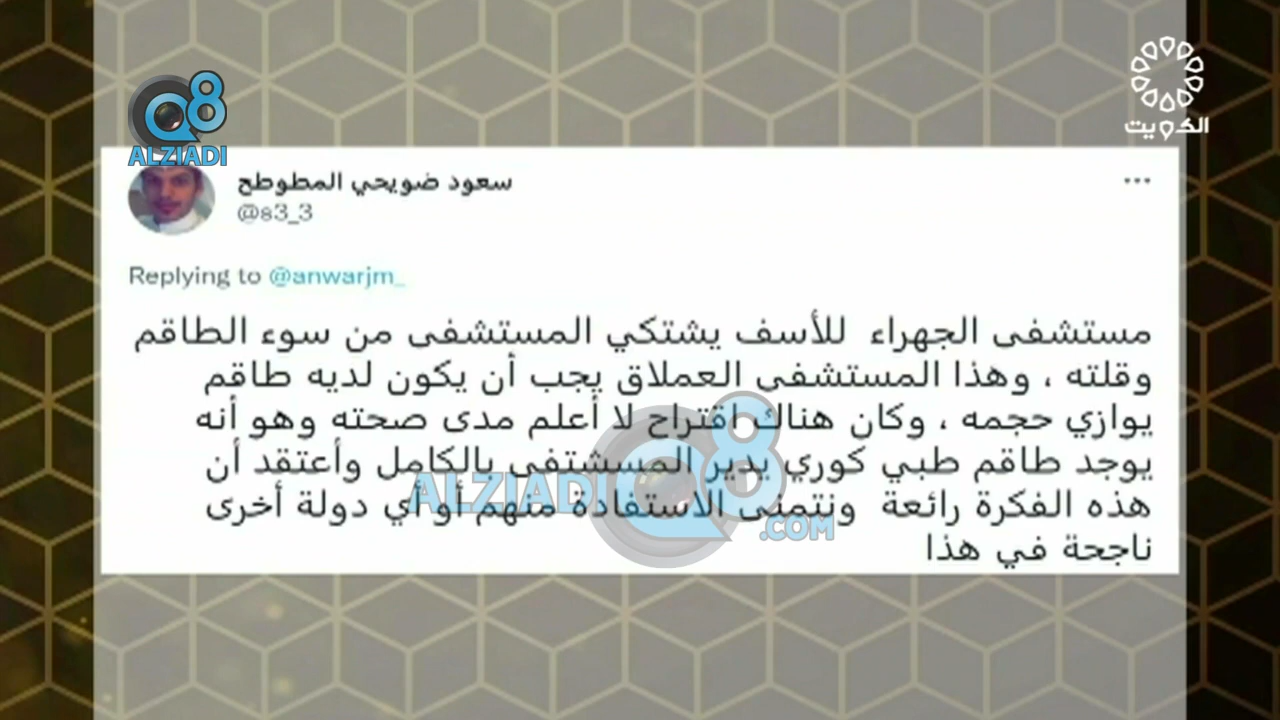 Q8
ALZIADI
الكويت
سعود ضويحي المطوطح
@s3_3
Replying to @anwarjm_
مستشفى الجهراء للأسف يشتكي المستشفى من سوء الطاقم
وقلته ، وهذا المستشفى العملاق يجب أن يكون لديه طاقم
يوازي حجمه ، وكان هناك اقتراح لا أعلم مدى صحته وهو أنه
يوجد طاقم طبي كوري يدير المسشتفى بالكامل وأعتقد أن
هذه الفكرة رائعة ونتمنى الاستفادة منهم أو أي دولة أخرى
ناجحة في هذا
ALZIADI Q8
.COM